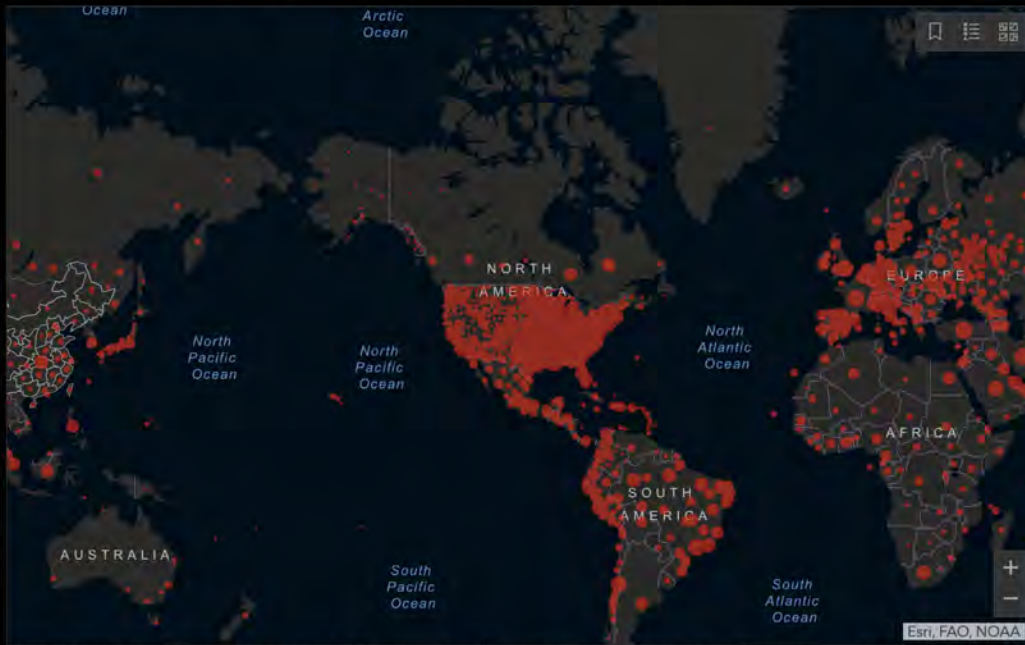 Ocean
Arctic
Ocean
NORTH
AMERICA
EUROPE
North
Pacific
Ocean
North
Pacific
Ocean
North
Atlantic
Ocean
AFRICA
SOUTH
AMERICA
AUSTRALIA
South
Pacific
Ocean
South
Atlantic
Ocean
+
−
Esri, FAO, NOAA